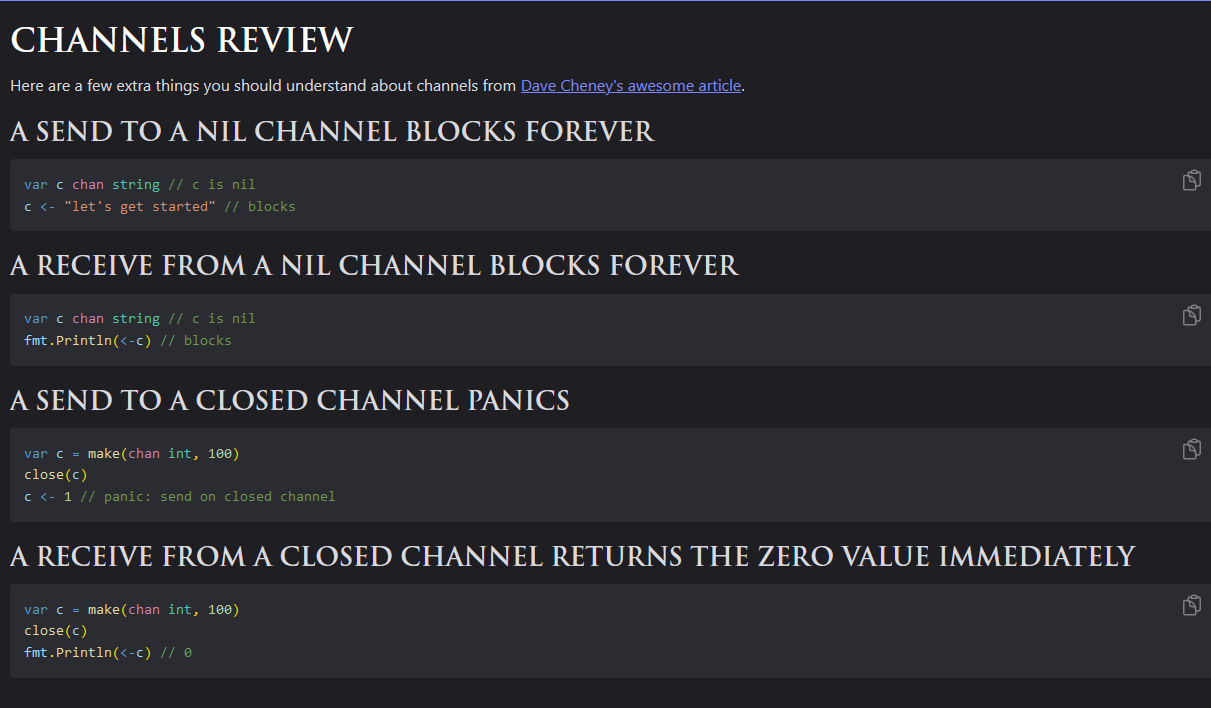 CHANNELS REVIEW
Here are a few extra things you should understand about channels from Dave Cheney's awesome article.
A SEND TO A NIL CHANNEL BLOCKS FOREVER
var c chan string // c is nil
c <- "let's get started" // blocks
A RECEIVE FROM A NIL CHANNEL BLOCKS FOREVER
var c chan string // c is nil
fmt.Println(<-c) // blocks
A SEND TO A CLOSED CHANNEL PANICS
var c = make(chan int, 100)
close(c)
c <- 1 // panic: send on closed channel
A RECEIVE FROM A CLOSED CHANNEL RETURNS THE ZERO VALUE IMMEDIATELY
var c = make(chan int, 100)
close(c)
fmt.Println(<-c) // 0